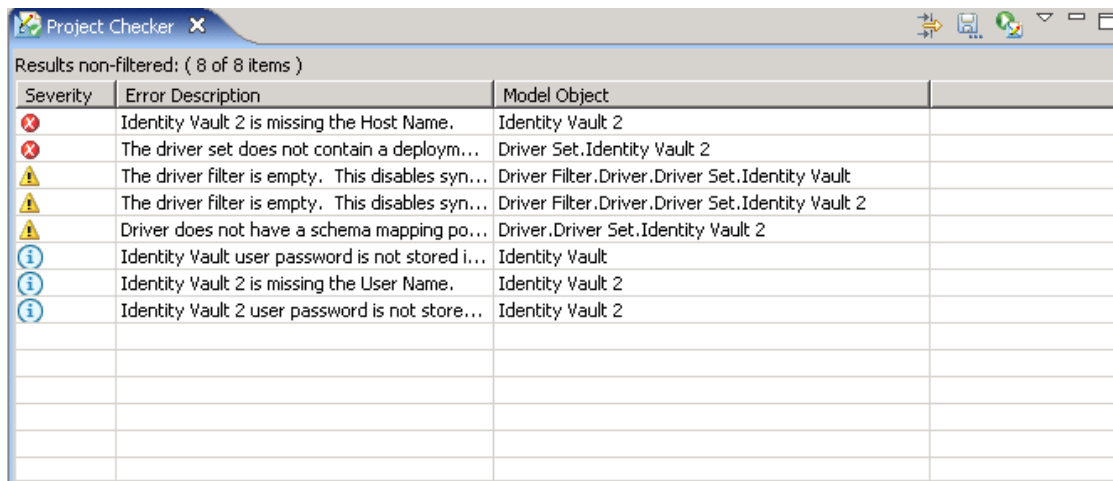 Project Checker
Results non-filtered: ( 8 of 8 items )
Severity Error Description Model Object
Identity Vault 2 is missing the Host Name. Identity Vault 2
The driver set does not contain a deploym... Driver Set.Identity Vault 2
The driver filter is empty.  This disables syn... Driver Filter.Driver.Driver Set.Identity Vault
The driver filter is empty.  This disables syn... Driver Filter.Driver.Driver Set.Identity Vault 2
Driver does not have a schema mapping po... Driver.Driver Set.Identity Vault 2
Identity Vault user password is not stored i... Identity Vault
Identity Vault 2 is missing the User Name. Identity Vault 2
Identity Vault 2 user password is not store... Identity Vault 2